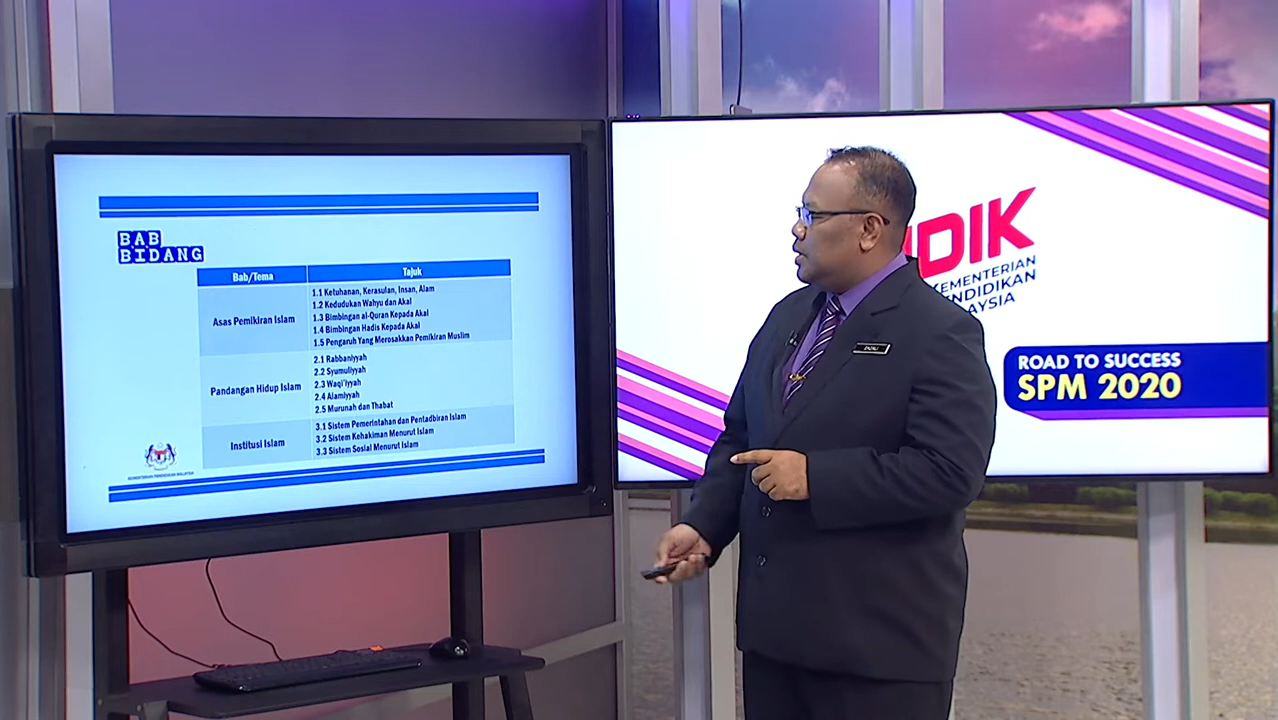 BAB
BIDANG
Bab/Tema
Tajuk
Asas Pemikiran Islam
1.1 Ketuhanan, Kerasulan, Insan, Alam
1.2 Kedudukan Wahyu dan Akal
1.3 Bimbingan al-Quran Kepada Akal
1.4 Bimbingan Hadis Kepada Akal
1.5 Pengaruh Yang Merosakkan Pemikiran Muslim
Pandangan Hidup Islam
2.1 Rabbaniyyah
2.2 Syumuliyyah
2.3 Waqi'iyyah
2.4 Alamiyyah
2.5 Murunah dan Thabat
Institusi Islam
3.1 Sistem Pemerintahan dan Pentadbiran Islam
3.2 Sistem Kehakiman Menurut Islam
3.3 Sistem Sosial Menurut Islam
KEMENTERIAN PENDIDIKAN MALAYSIA
DIK
KEMENTERIAN
PENDIDIKAN
AYSIA
ROAD TO SUCCESS
SPM 2020